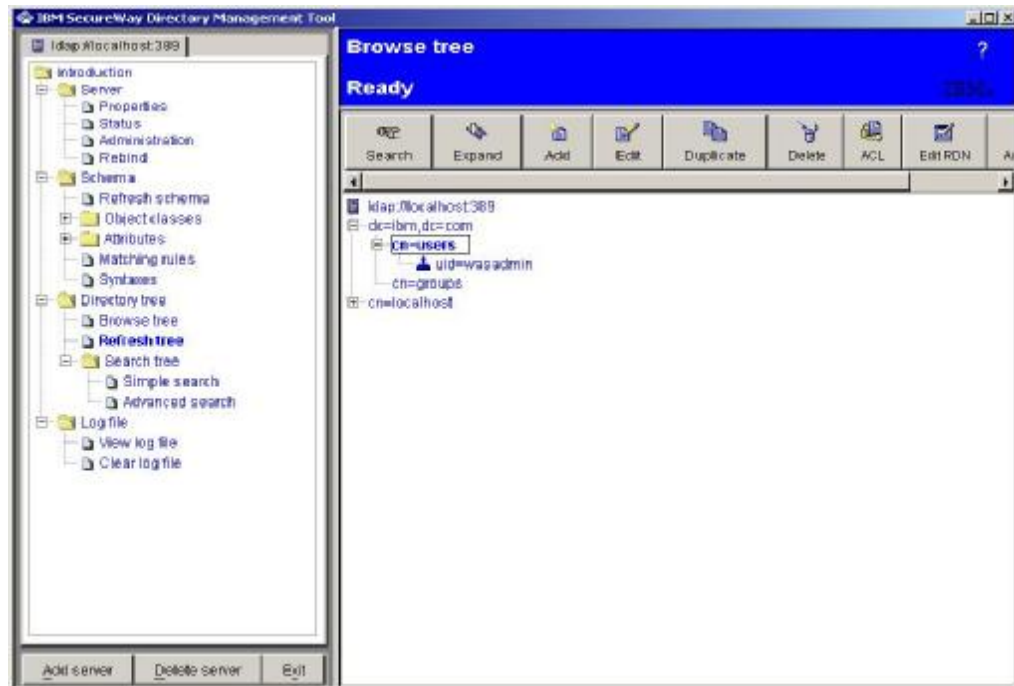 IBM SecureWay Directory Management Tool
ldap://localhost:389
Introduction
Server
Properties
Status
Administration
Rebind
Schema
Refresh schema
Object classes
Attributes
Matching rules
Syntaxes
Directory tree
Browse tree
Refresh tree
Search tree
Simple search
Advanced search
Log file
View log file
Clear log file
Add server
Delete server
Exit
Browse tree
?
Ready
IBM
Search
Expand
Add
Edit
Duplicate
Delete
ACL
Edit RDN
ldap://localhost:389
dc=ibm,dc=com
cn=users
uid=wasadmin
cn=groups
cn=localhost